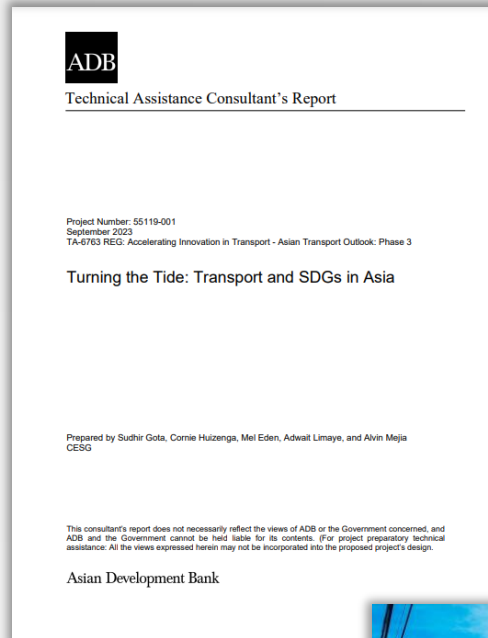 ADB
Technical Assistance Consultant's Report
Project Number: 55119-001
September 2023
TA-6763 REG: Accelerating Innovation in Transport - Asian Transport Outlook: Phase 3
Turning the Tide: Transport and SDGs in Asia
Prepared by Sudhir Gota, Cornie Huizenga, Mel Eden, Adwait Limaye, and Alvin Mejia
CESG
This consultant's report does not necessarily reflect the views of ADB or the Government concerned, and
ADB and the Government cannot be held liable for its contents. (For project preparatory technical
assistance: All the views expressed herein may not be incorporated into the proposed project's design.
Asian Development Bank